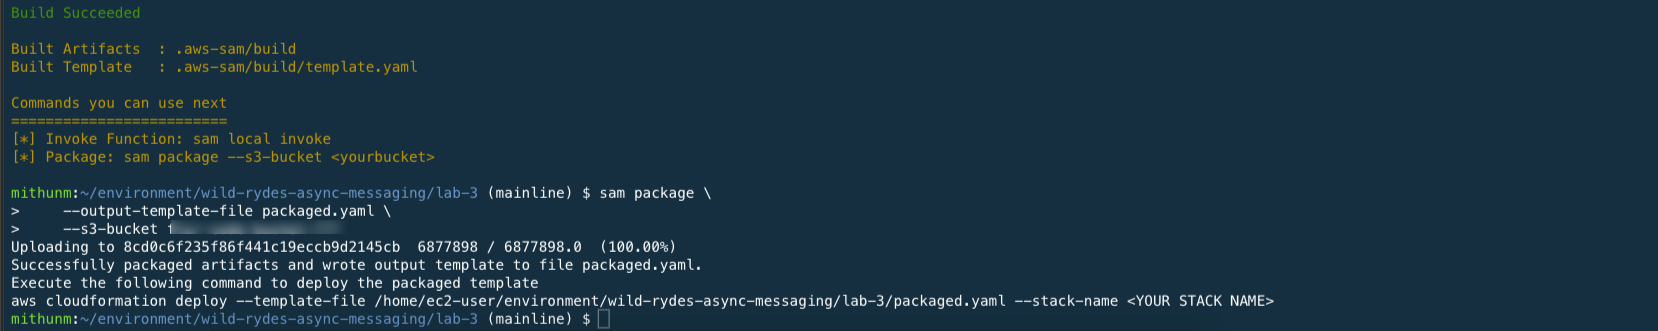 Build Succeeded
Built Artifacts  : .aws-sam/build
Built Template   : .aws-sam/build/template.yaml
Commands you can use next
=========================
[*] Invoke Function: sam local invoke
[*] Package: sam package --s3-bucket <yourbucket>
mithunm:~/environment/wild-rydes-async-messaging/lab-3 (mainline) $ sam package \
>     --output-template-file packaged.yaml \
>     --s3-bucket
Uploading to 8cd0c6f235f86f441c19eccb9d2145cb  6877898 / 6877898.0  (100.00%)
Successfully packaged artifacts and wrote output template to file packaged.yaml.
Execute the following command to deploy the packaged template
aws cloudformation deploy --template-file /home/ec2-user/environment/wild-rydes-async-messaging/lab-3/packaged.yaml --stack-name <YOUR STACK NAME>
mithunm:~/environment/wild-rydes-async-messaging/lab-3 (mainline) $